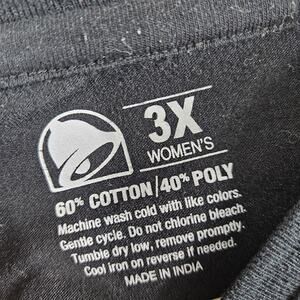 3X
WOMEN'S
60% COTTON/40% POLY
Machine wash cold with like colors.
Gentle cycle. Do not chlorine bleach.
Tumble dry low, remove promptly.
Cool iron on reverse if needed.
MADE IN INDIA